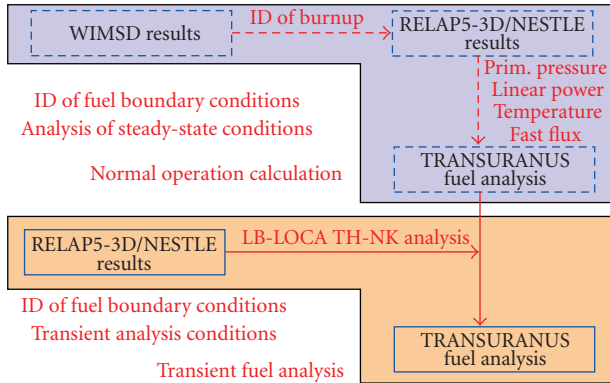 WIMSD results
ID of burnup
RELAP5-3D/NESTLE
results
Prim. pressure
Linear power
Temperature
Fast flux
ID of fuel boundary conditions
Analysis of steady-state conditions
Normal operation calculation
TRANSURANUS
fuel analysis
RELAP5-3D/NESTLE
results
LB-LOCA TH-NK analysis
ID of fuel boundary conditions
Transient analysis conditions
Transient fuel analysis
TRANSURANUS
fuel analysis